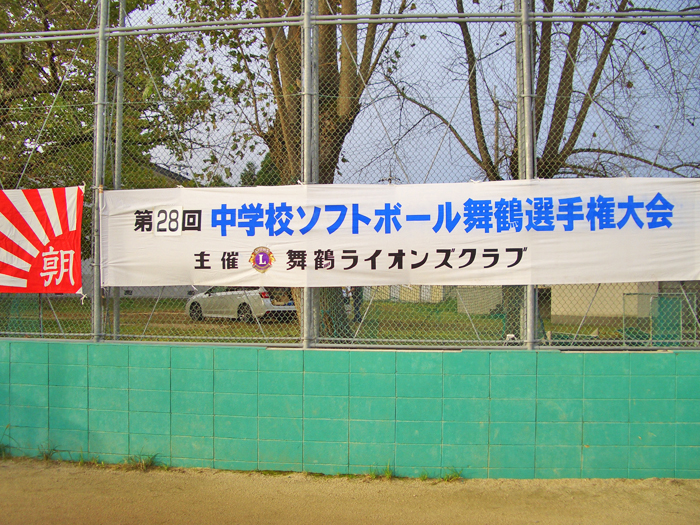 第28回 中学校ソフトボール舞鶴選手権大会
主催 L 舞鶴ライオンズクラブ
朝